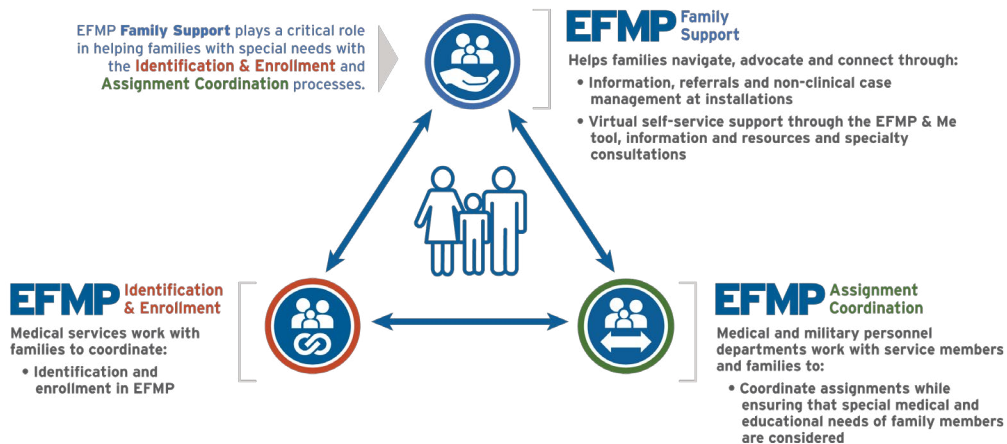 EFMP Family Support plays a critical role
in helping families with special needs with
the Identification & Enrollment and
Assignment Coordination processes.
EFMP Family
Support
Helps families navigate, advocate and connect through:
• Information, referrals and non-clinical case
management at installations
• Virtual self-service support through the EFMP & Me
tool, information and resources and specialty
consultations
EFMP Identification
& Enrollment
Medical services work with
families to coordinate:
• Identification and
enrollment in EFMP
EFMP Assignment
Coordination
Medical and military personnel
departments work with service members
and families to:
• Coordinate assignments while
ensuring that special medical and
educational needs of family members
are considered